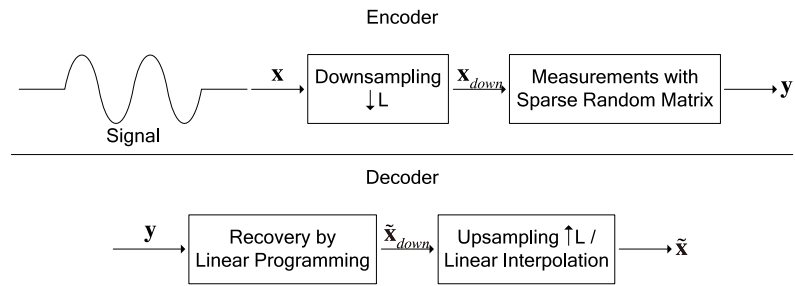 Encoder
Signal
x
Downsampling
↓L
x_down
Measurements with
Sparse Random Matrix
y
Decoder
y
Recovery by
Linear Programming
x̃_down
Upsampling ↑L /
Linear Interpolation
x̃